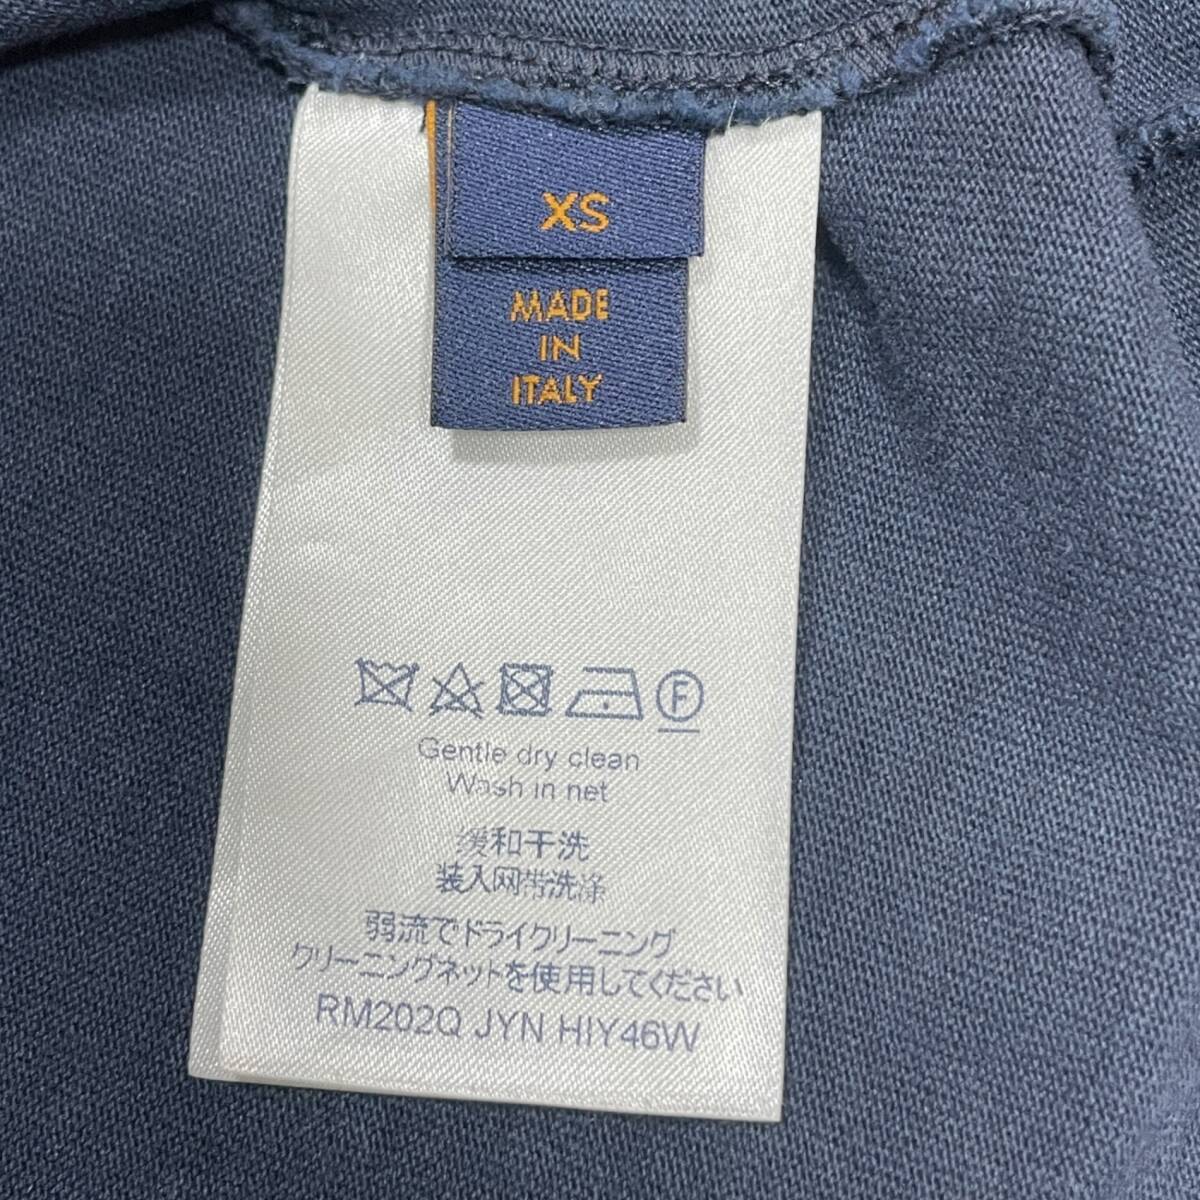 XS
MADE
IN
ITALY
F
Gentle dry clean
Wash in net
缓和干洗
装入网带洗涤
弱流でドライクリーニング
クリーニングネットを使用してください
RM202Q JYN HIY46W